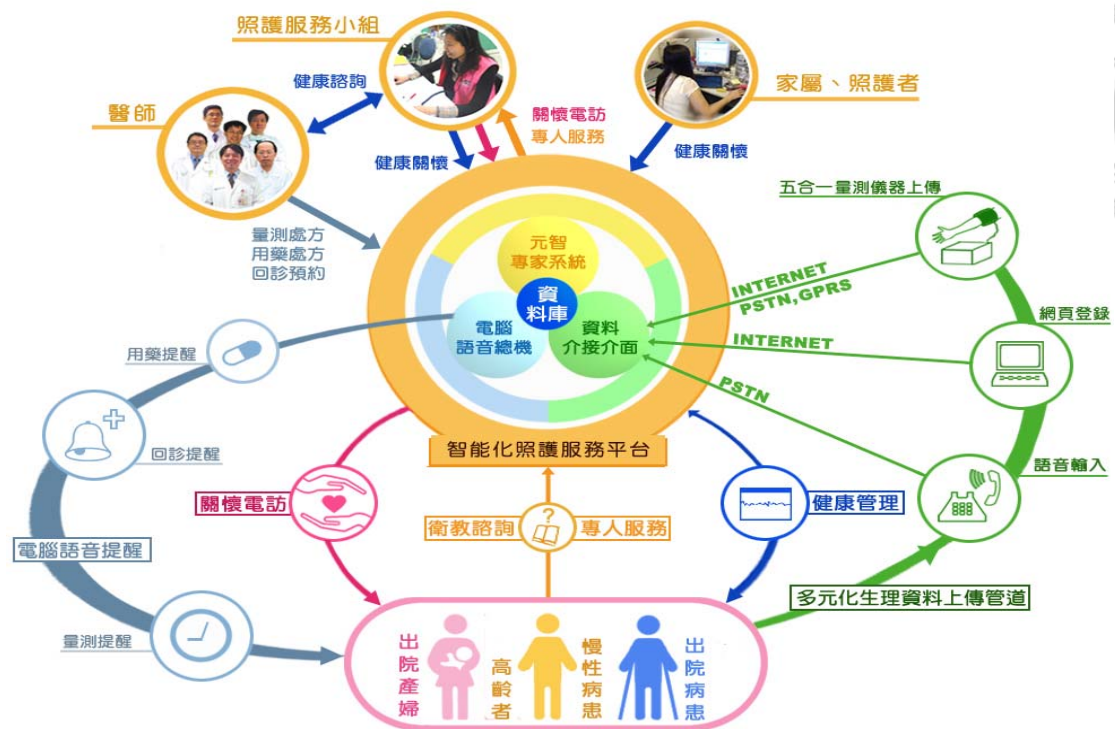 照護服務小組
健康諮詢
醫師
家屬、照護者
關懷電訪
專人服務
健康關懷
健康關懷
五合一量測儀器上傳
量測處方
用藥處方
回診預約
元智
專家系統
資
料庫
電腦
語音總機
資料
介接介面
INTERNET
PSTN,GPRS
網頁登錄
INTERNET
PSTN
用藥提醒
回診提醒
智能化照護服務平台
語音輸入
關懷電訪
衛教諮詢
?
專人服務
健康管理
電腦語音提醒
多元化生理資料上傳管道
量測提醒
出院產婦
高齡者
慢性病患
出院病患